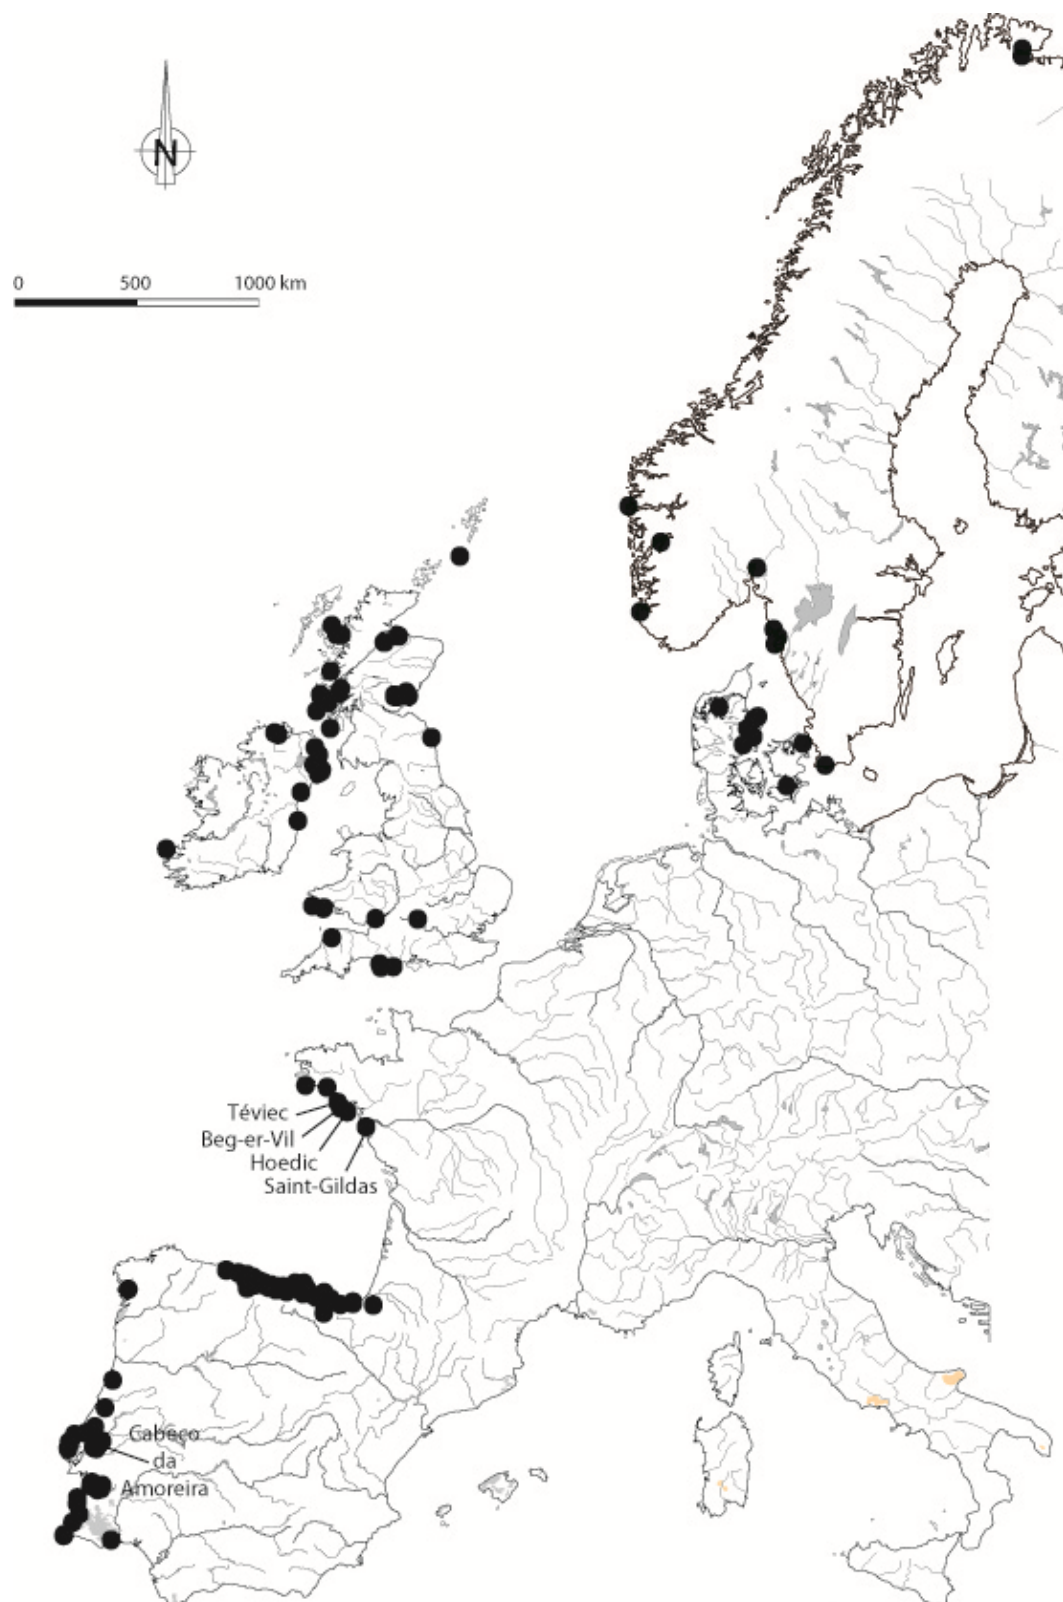 N
0 500 1000 km
Téviec
Beg-er-Vil
Hoedic
Saint-Gildas
Cabeço
da
Amoreira